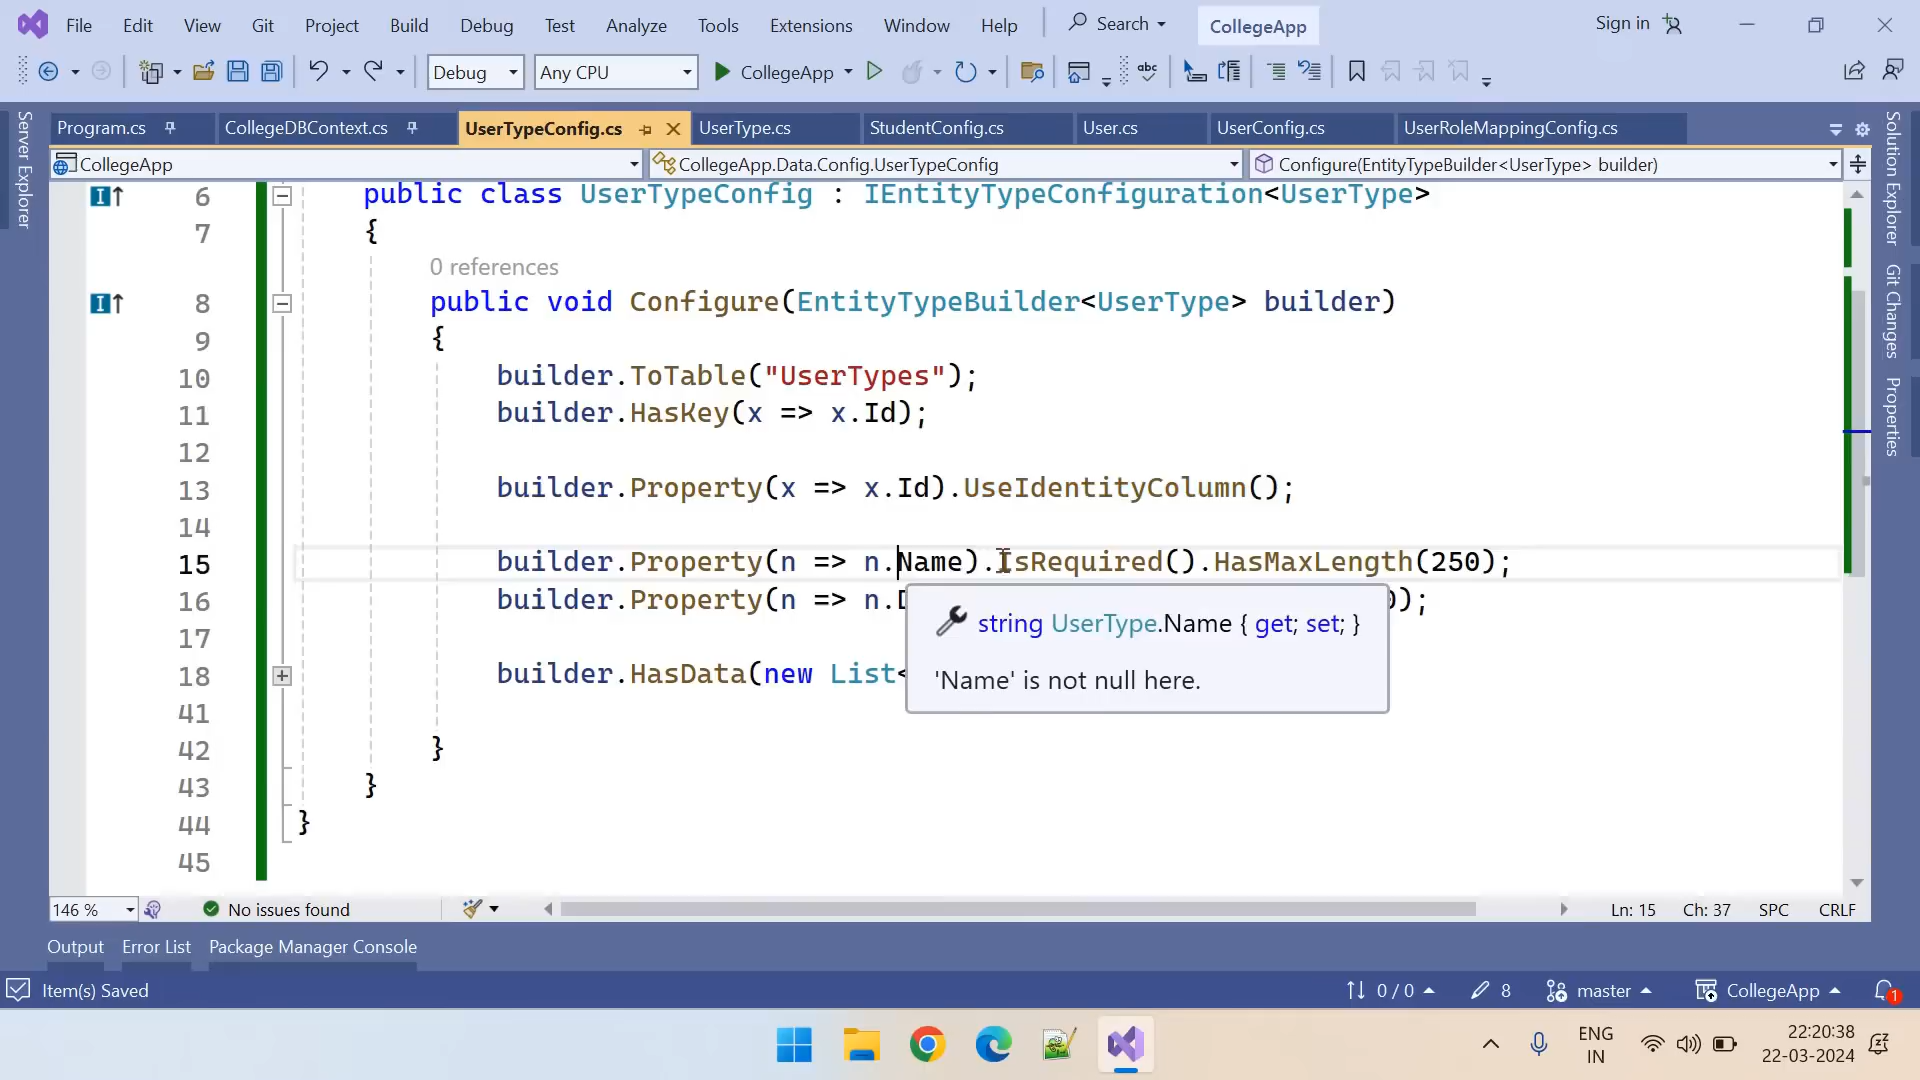 File Edit View Git Project Build Debug Test Analyze Tools Extensions Window Help Search CollegeApp Sign in
Debug Any CPU CollegeApp abc
Program.cs CollegeDBContext.cs UserTypeConfig.cs UserType.cs StudentConfig.cs User.cs UserConfig.cs UserRoleMappingConfig.cs
CollegeApp CollegeApp.Data.Config.UserTypeConfig Configure(EntityTypeBuilder<UserType> builder)
Server Explorer
Solution Explorer
Git Changes
Properties
6 public class UserTypeConfig : IEntityTypeConfiguration<UserType>
7 {
0 references
8 public void Configure(EntityTypeBuilder<UserType> builder)
9 {
10 builder.ToTable("UserTypes");
11 builder.HasKey(x => x.Id);
12
13 builder.Property(x => x.Id).UseIdentityColumn();
14
15 builder.Property(n => n.Name).IsRequired().HasMaxLength(250);
16 builder.Property(n => n. );
string UserType.Name { get; set; }
17
'Name' is not null here.
18 builder.HasData(new List<
41
42 }
43 }
44 }
45
146 % No issues found Ln: 15 Ch: 37 SPC CRLF
Output Error List Package Manager Console
Item(s) Saved 0 / 0 8 master CollegeApp 1
ENG 22:20:38
IN 22-03-2024